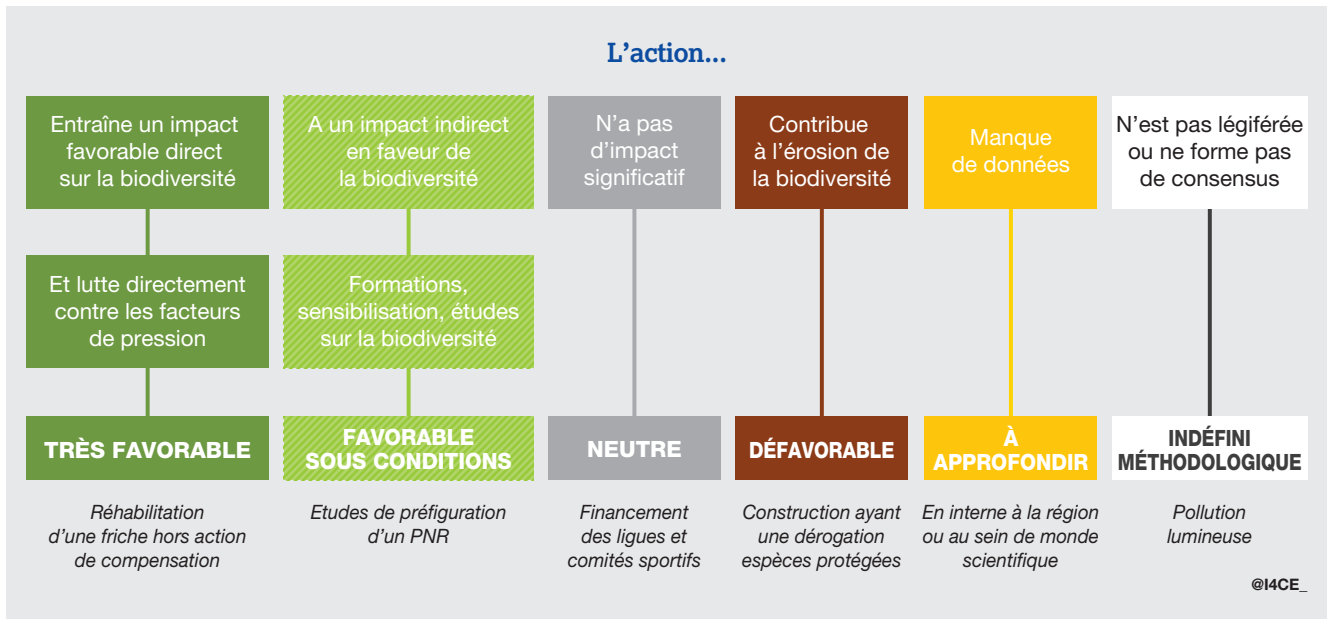 L'action...
Entraîne un impact
favorable direct
sur la biodiversité
Et lutte directement
contre les facteurs
de pression
TRÈS FAVORABLE
Réhabilitation
d'une friche hors action
de compensation
A un impact indirect
en faveur de
la biodiversité
Formations,
sensibilisation, études
sur la biodiversité
FAVORABLE
SOUS CONDITIONS
Etudes de préfiguration
d'un PNR
N'a pas
d'impact
significatif
NEUTRE
Financement
des ligues et
comités sportifs
Contribue
à l'érosion de
la biodiversité
DÉFAVORABLE
Construction ayant
une dérogation
espèces protégées
Manque
de données
À
APPROFONDIR
En interne à la région
ou au sein de monde
scientifique
N'est pas légiférée
ou ne forme pas
de consensus
INDÉFINI
MÉTHODOLOGIQUE
Pollution
lumineuse
@I4CE_